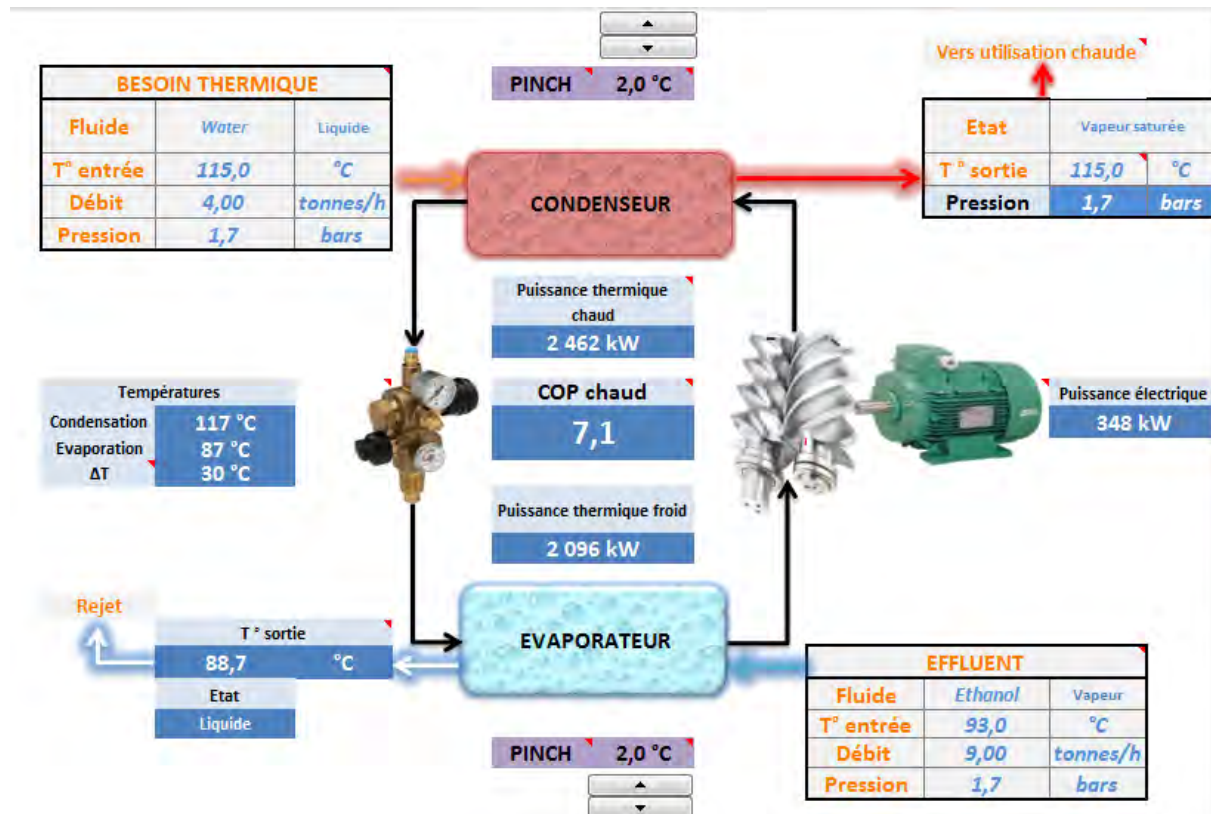 PINCH 2,0 °C
BESOIN THERMIQUE
Fluide Water Liquide
T° entrée 115,0 °C
Débit 4,00 tonnes/h
Pression 1,7 bars
Vers utilisation chaude
Etat Vapeur saturée
T° sortie 115,0 °C
Pression 1,7 bars
CONDENSEUR
Puissance thermique
chaud
2 462 kW
COP chaud
7,1
Températures
Condensation 117 °C
Evaporation 87 °C
ΔT 30 °C
Puissance électrique
348 kW
Puissance thermique froid
2 096 kW
Rejet
T° sortie
88,7 °C
Etat
Liquide
EVAPORATEUR
EFFLUENT
Fluide Ethanol Vapeur
T° entrée 93,0 °C
Débit 9,00 tonnes/h
Pression 1,7 bars
PINCH 2,0 °C